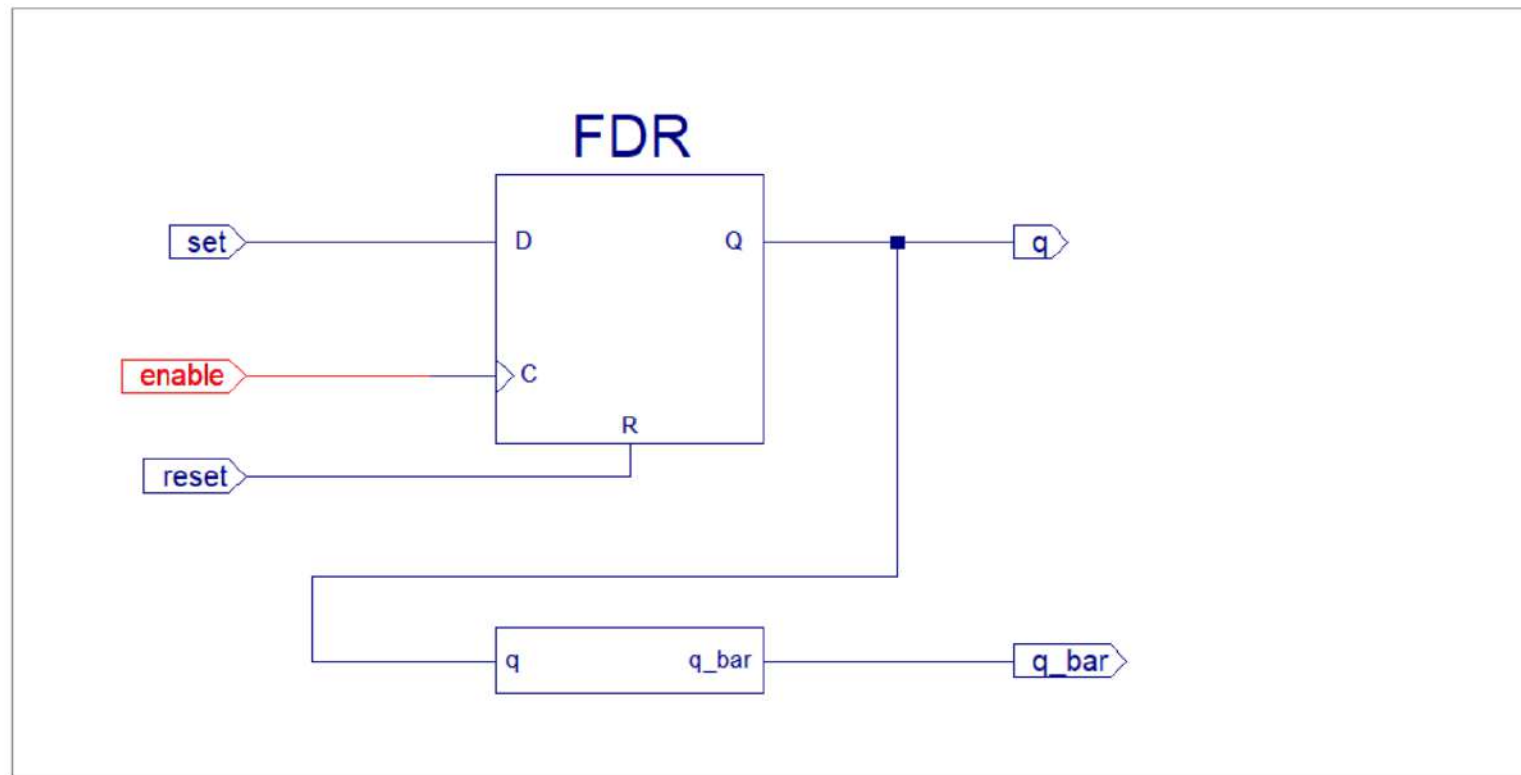 FDR
set
D
Q
q
enable
C
R
reset
q
q_bar
q_bar